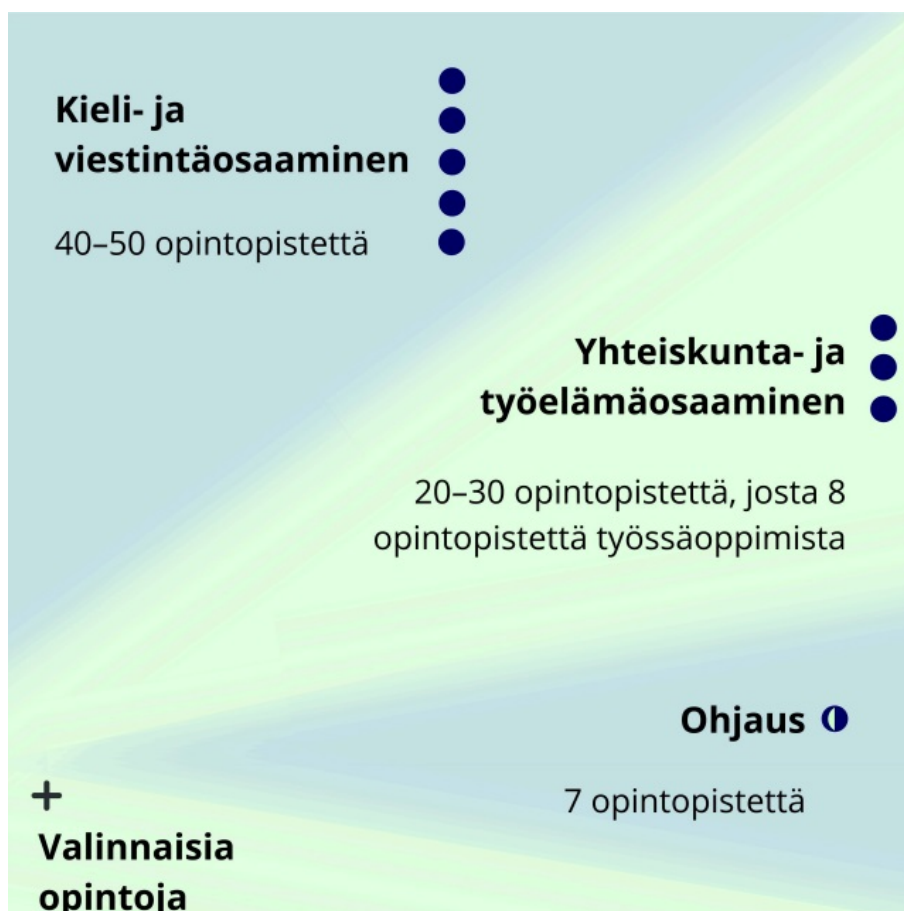 Kieli- ja
viestintäosaaminen
40–50 opintopistettä
Yhteiskunta- ja
työelämäosaaminen
20–30 opintopistettä, josta 8
opintopistettä työssäoppimista
Ohjaus
7 opintopistettä
+
Valinnaisia
opintoja